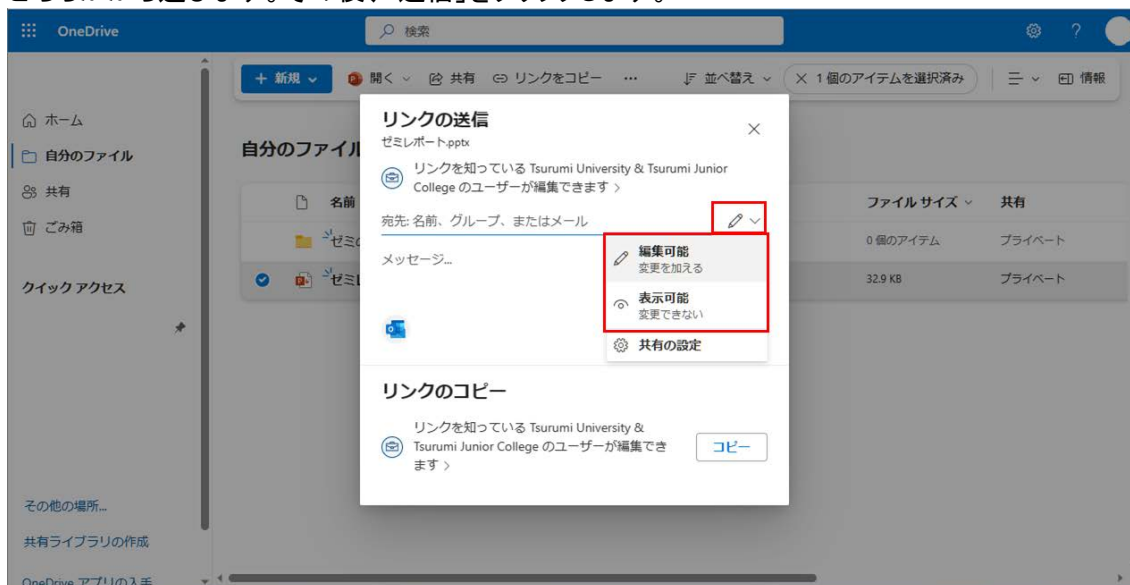 OneDrive
検索
新規
開く
共有
リンクをコピー
…
並べ替え
1 個のアイテムを選択済み
情報
ホーム
自分のファイル
共有
ごみ箱
クイック アクセス
その他の場所...
共有ライブラリの作成
OneDrive アプリの入手
自分のファイル
名前
ファイル サイズ
共有
ゼミの
0 個のアイテム
プライベート
ゼミ
32.9 KB
プライベート
リンクの送信
ゼミレポート.pptx
リンクを知っている Tsurumi University & Tsurumi Junior
College のユーザーが編集できます >
宛先: 名前、グループ、またはメール
メッセージ...
編集可能
変更を加える
表示可能
変更できない
共有の設定
リンクのコピー
リンクを知っている Tsurumi University &
Tsurumi Junior College のユーザーが編集でき
ます >
コピー